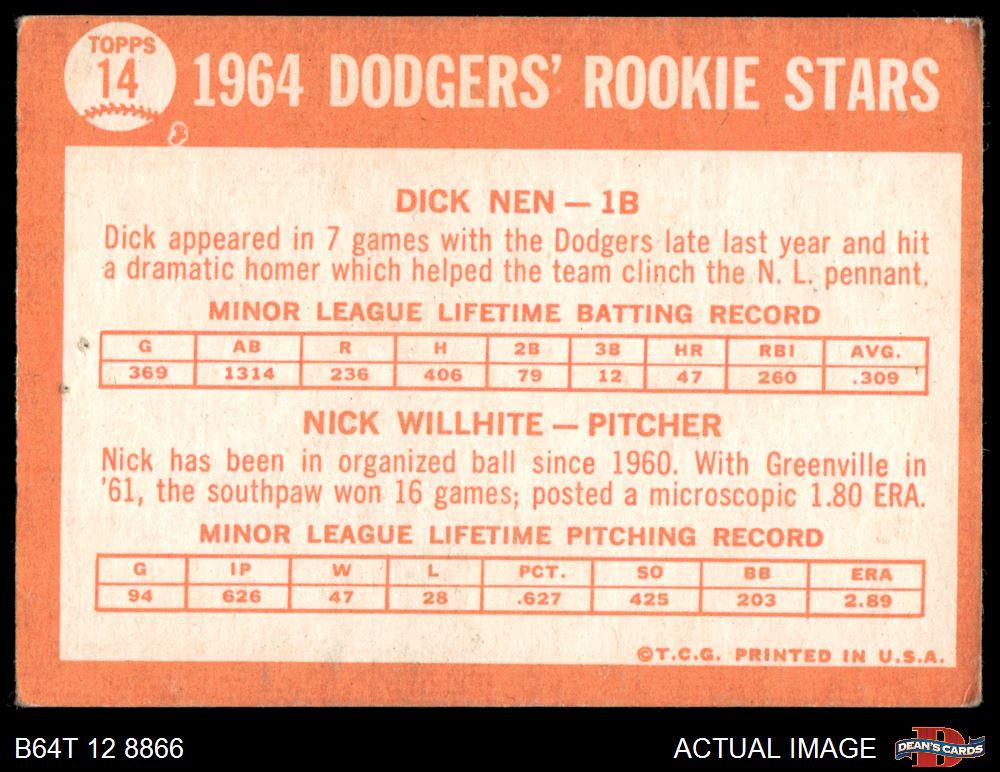 TOPPS
14
1964 DODGERS' ROOKIE STARS
DICK NEN — 1B
Dick appeared in 7 games with the Dodgers late last year and hit
a dramatic homer which helped the team clinch the N. L. pennant.
MINOR LEAGUE LIFETIME BATTING RECORD
G AB R H 2B 3B HR RBI AVG.
369 1314 236 406 79 12 47 260 .309
NICK WILLHITE — PITCHER
Nick has been in organized ball since 1960. With Greenville in
'61, the southpaw won 16 games; posted a microscopic 1.80 ERA.
MINOR LEAGUE LIFETIME PITCHING RECORD
G IP W L PCT. SO BB ERA
94 626 47 28 .627 425 203 2.89
©T.C.G. PRINTED IN U.S.A.
B64T 12 8866
ACTUAL IMAGE
D
DEAN'S CARDS